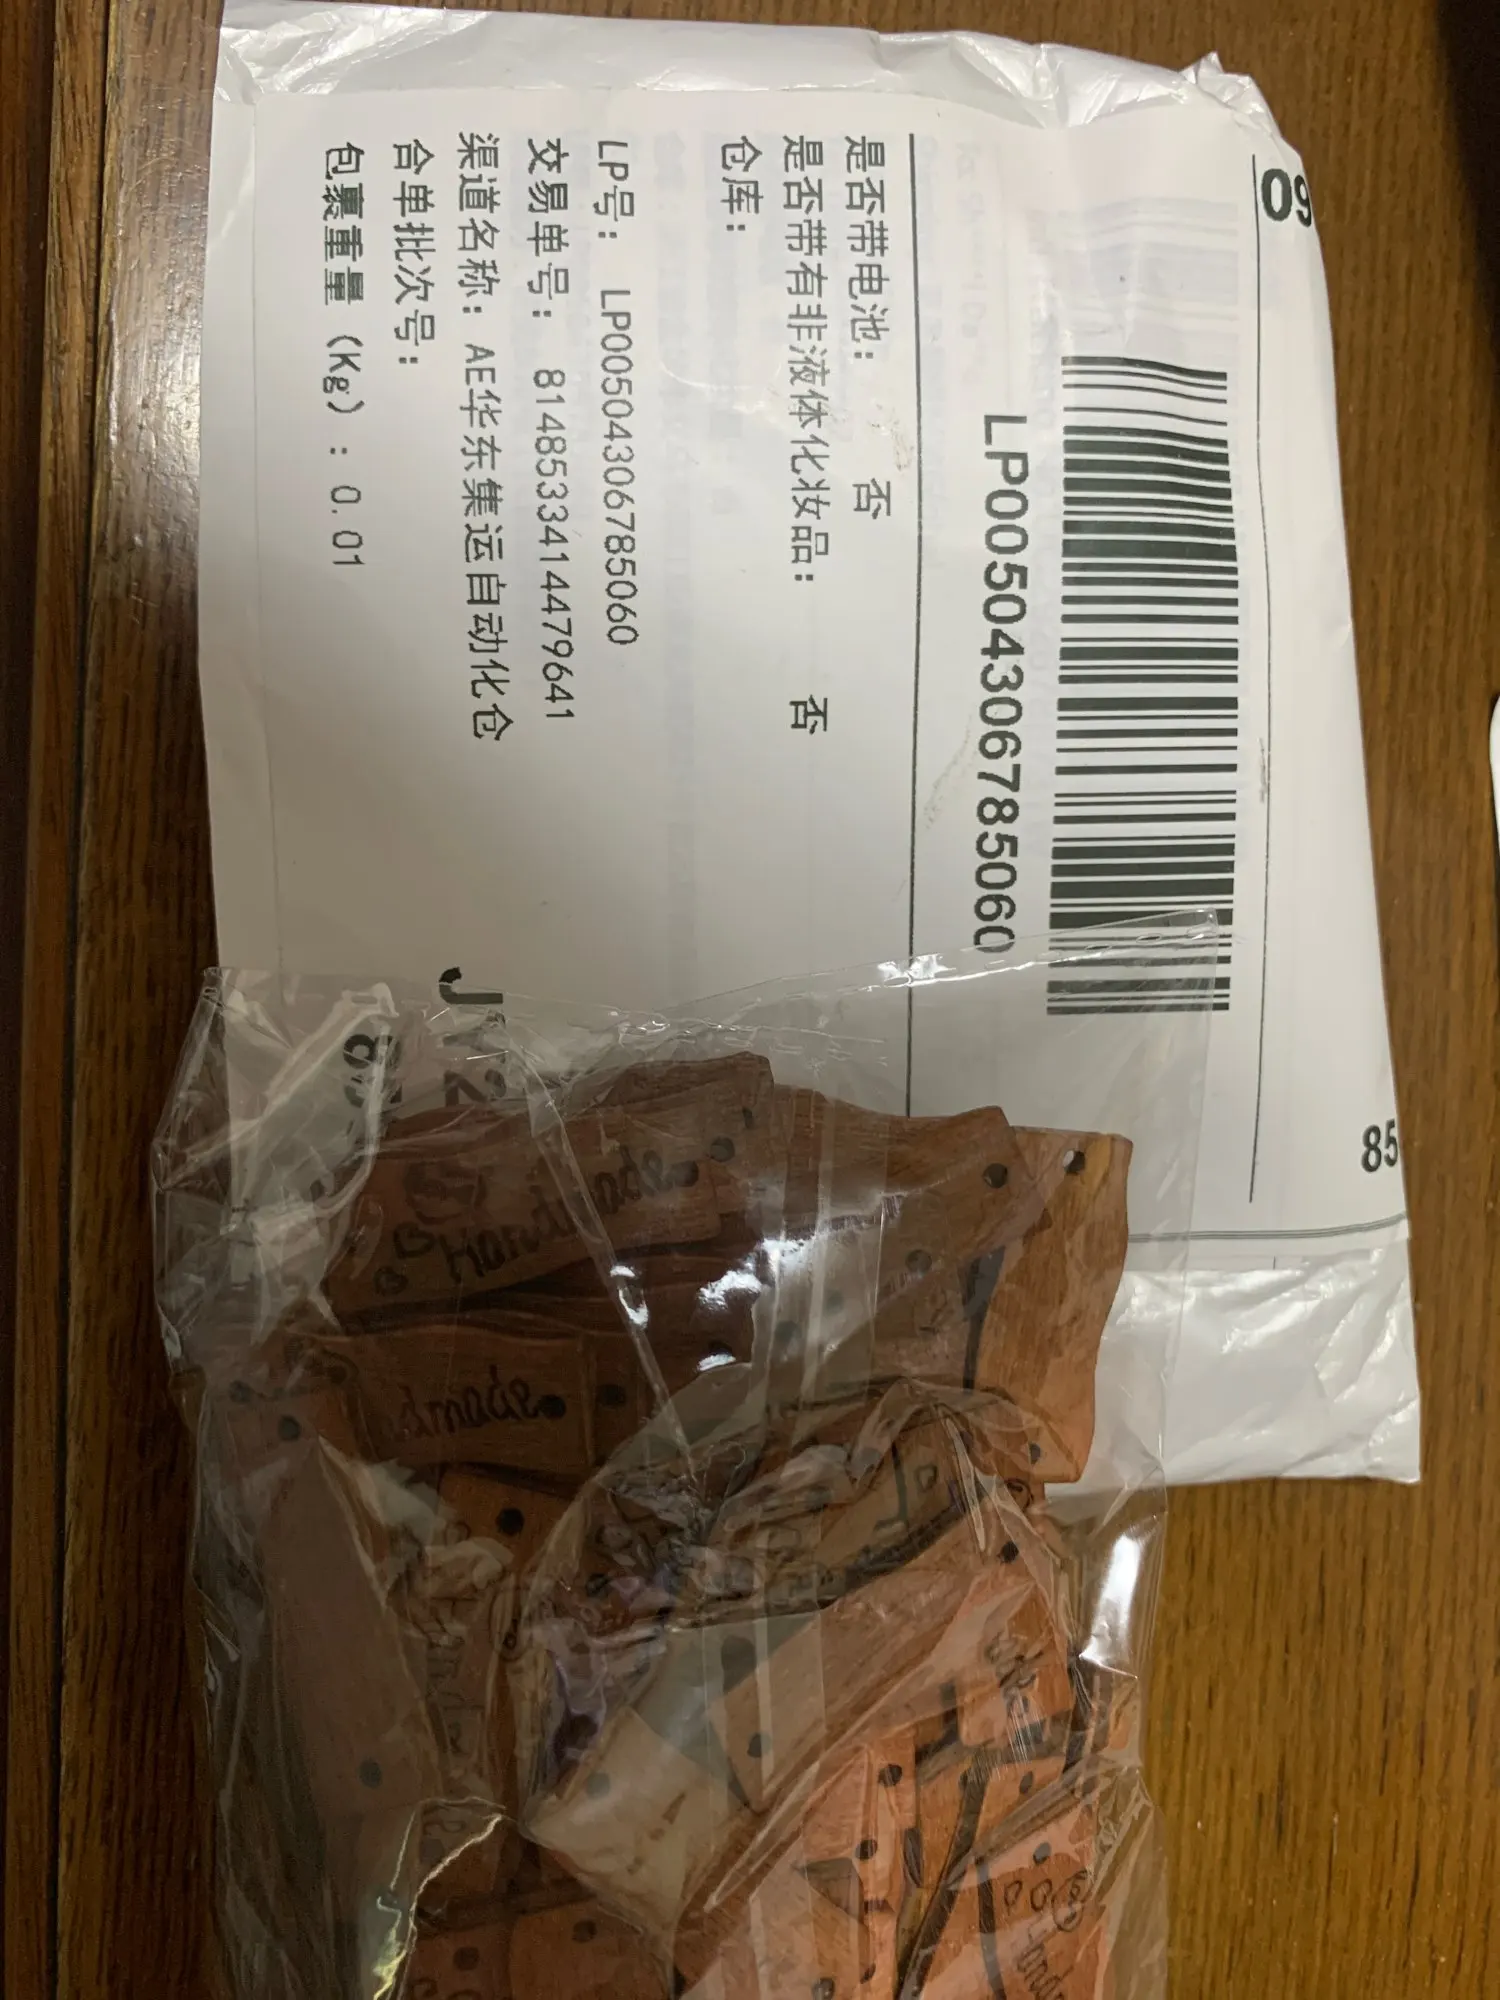 09
LP00504306785060
是否带电池： 否
是否带有非液体化妆品： 否
仓库：
LP号： LP00504306785060
交易单号： 8148533414479641
渠道名称：AE华东集运自动化仓
合单批次号：
包裹重量（Kg）: 0.01
85
Handmade